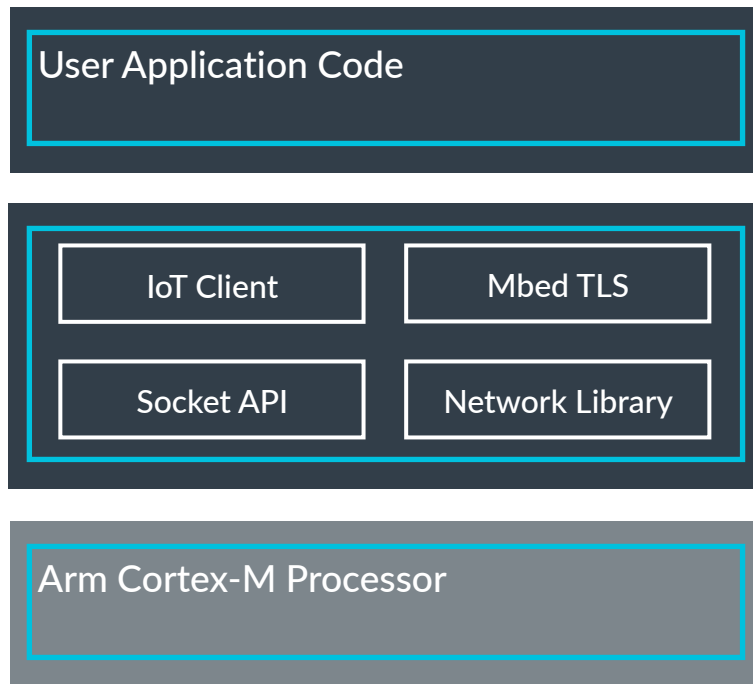 User Application Code
IoT Client
Mbed TLS
Socket API
Network Library
Arm Cortex-M Processor